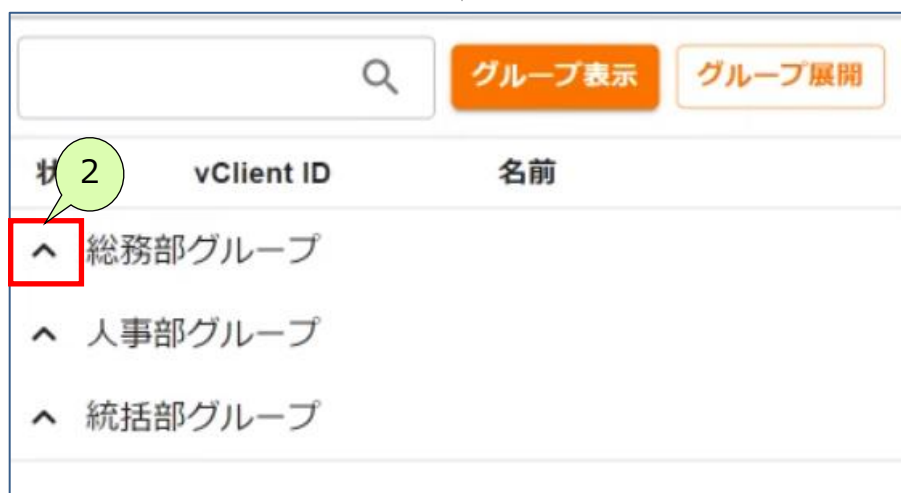 グループ表示 グループ展開
状 2 vClient ID 名前
総務部グループ
人事部グループ
統括部グループ